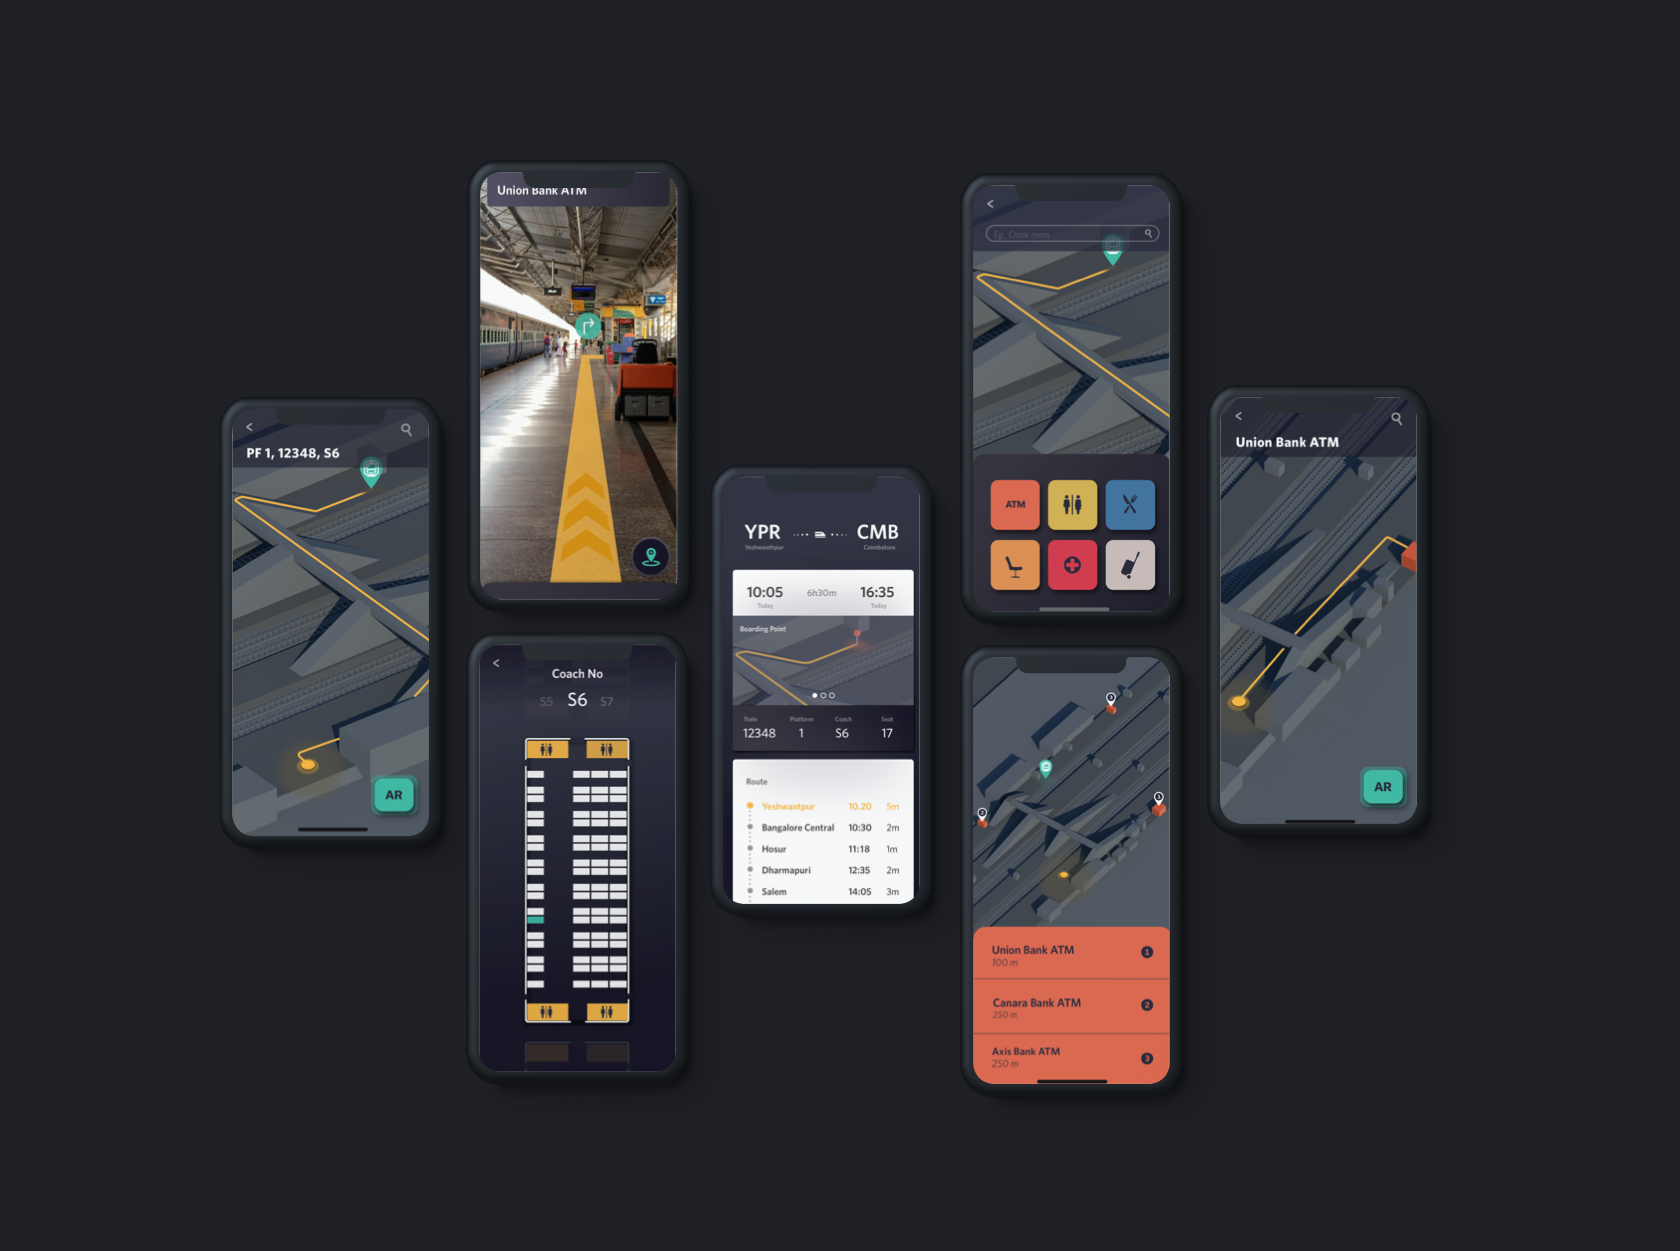 PF 1, 12348, S6
AR
Union Bank ATM
Coach No
S5 S6 S7
YPR CMB
Yeshwanthpur Coimbatore
10:05 6h30m 16:35
Today Today
Boarding Point
Train Platform Coach Seat
12348 1 S6 17
Route
Yeshwantpur 10.20 5m
Bangalore Central 10:30 2m
Hosur 11:18 1m
Dharmapuri 12:35 2m
Salem 14:05 3m
Eg., Cloak room
ATM
3
2
1
Union Bank ATM 1
100 m
Canara Bank ATM 2
250 m
Axis Bank ATM 3
250 m
Union Bank ATM
AR